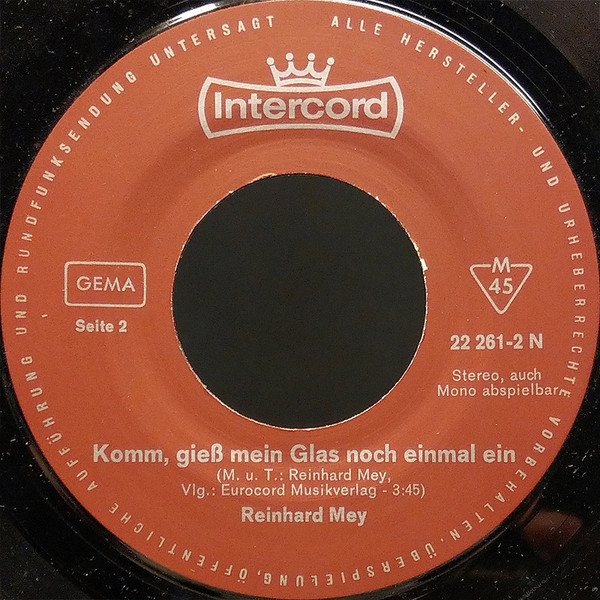 ALLE HERSTELLER- UND URHEBERRECHTE VORBEHALTEN. ÜBERSPIELUNG, ÖFFENTLICHE AUFFÜHRUNG UND RUNDFUNKSENDUNG UNTERSAGT
Intercord
GEMA
Seite 2
M
45
22 261-2 N
Stereo, auch
Mono abspielbar
Komm, gieß mein Glas noch einmal ein
(M. u. T.: Reinhard Mey,
Vlg.: Eurocord Musikverlag - 3:45)
Reinhard Mey